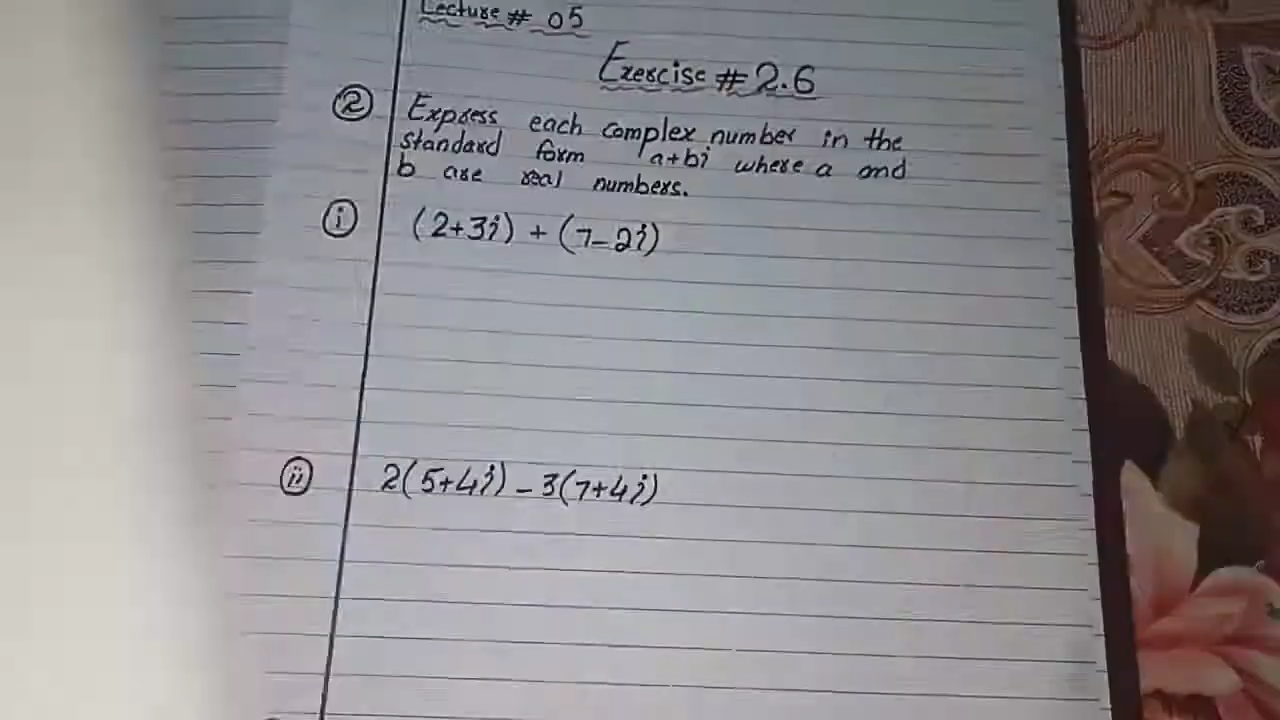 Lecture # 05
Exercise # 2.6
② Express each complex number in the
standard form a+bi where a and
b are real numbers.
ⓘ (2+3i) + (7-2i)
ⓘⓘ 2(5+4i) - 3(7+4i)